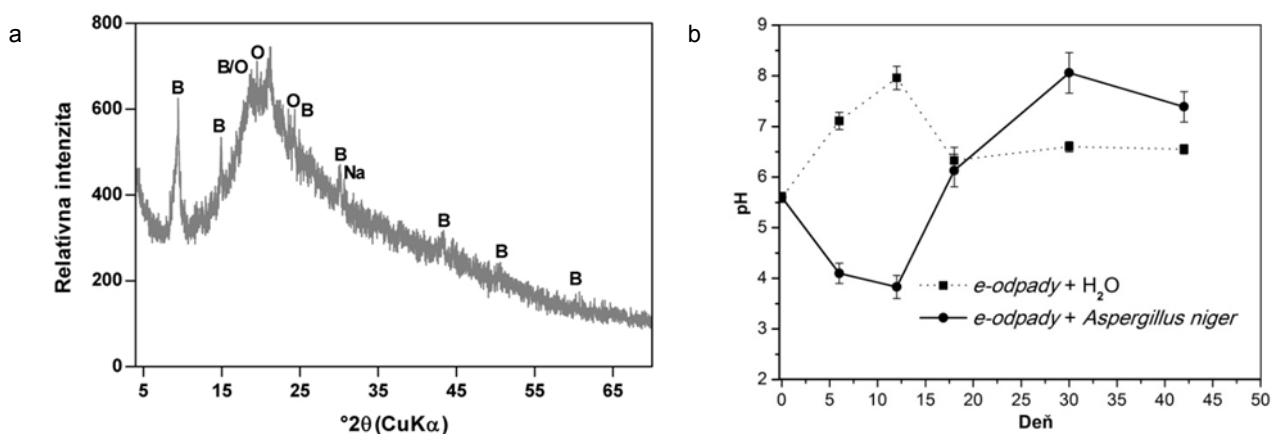 a
Relativna intenzita
800
600
400
200
0
B
B
B/O
O
O
B
B
Na
B
B
B
5
15
25
35
45
55
65
°2θ (CuKα)
b
pH
9
8
7
6
5
4
3
2
e-odpady + H₂O
e-odpady + Aspergillus niger
0
5
10
15
20
25
30
35
40
45
50
Deň